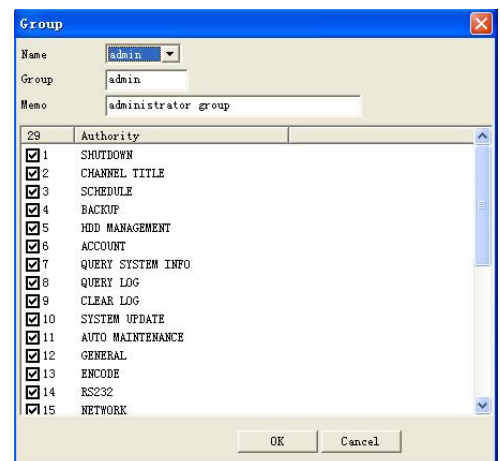 Group
Name admin
Group admin
Memo administrator group
29 Authority
1 SHUTDOWN
2 CHANNEL TITLE
3 SCHEDULE
4 BACKUP
5 HDD MANAGEMENT
6 ACCOUNT
7 QUERY SYSTEM INFO
8 QUERY LOG
9 CLEAR LOG
10 SYSTEM UPDATE
11 AUTO MAINTENANCE
12 GENERAL
13 ENCODE
14 RS232
15 NETWORK
OK Cancel